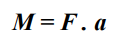 M = F . a